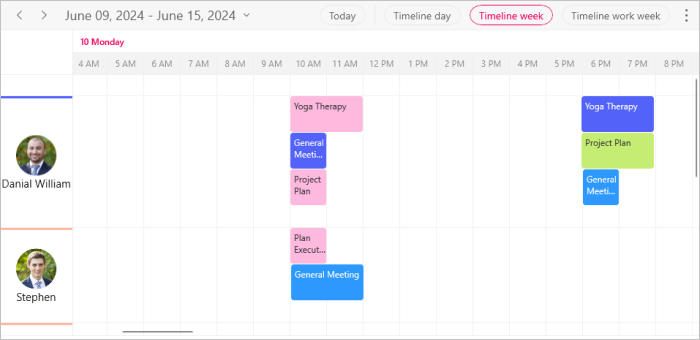 June 09, 2024 - June 15, 2024
Today
Timeline day
Timeline week
Timeline work week
10 Monday
4 AM 5 AM 6 AM 7 AM 8 AM 9 AM 10 AM 11 AM 12 PM 1 PM 2 PM 3 PM 4 PM 5 PM 6 PM 7 PM 8 PM
Danial William
Yoga Therapy
General
Meeti...
Project
Plan
Yoga Therapy
Project Plan
General
Meeti...
Stephen
Plan
Execut...
General Meeting